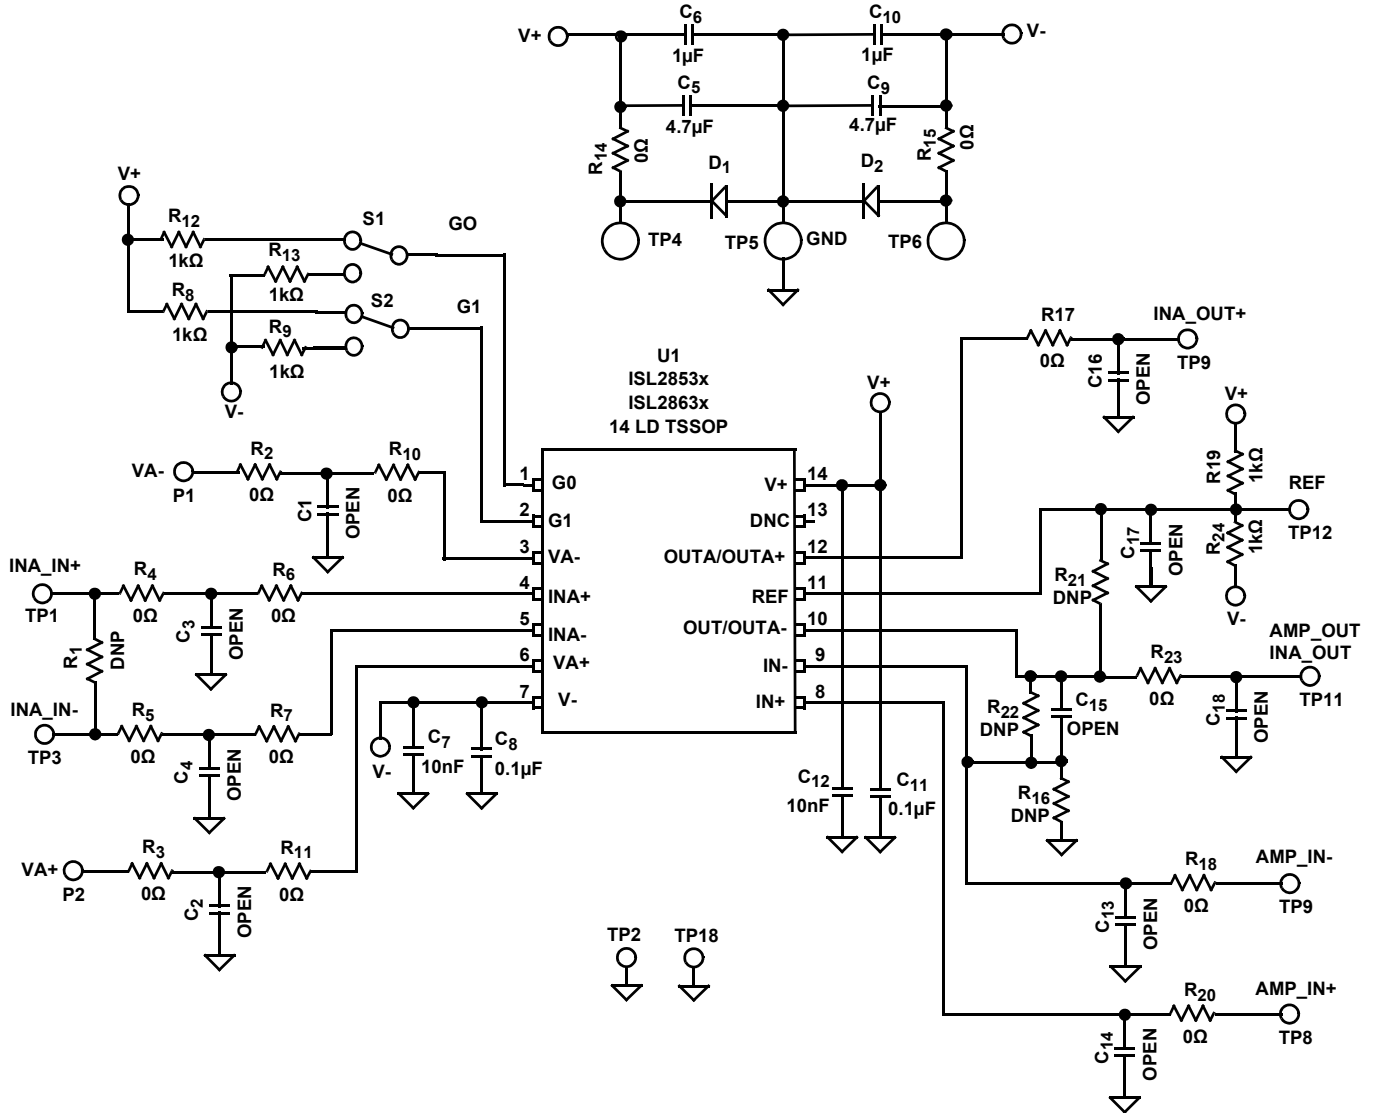 C6
C10
V+
V-
1µF
1µF
C5
C9
4.7µF
4.7µF
R14
0Ω
R15
0Ω
D1
D2
TP4
TP5
GND
TP6
V+
R12
1kΩ
S1
GO
R13
1kΩ
R8
1kΩ
S2
G1
R9
1kΩ
V-
U1
ISL2853x
ISL2863x
14 LD TSSOP
V+
R17
0Ω
INA_OUT+
TP9
C16
OPEN
VA-
P1
R2
0Ω
C1
OPEN
R10
0Ω
1
G0
2
G1
3
VA-
4
INA+
5
INA-
6
VA+
7
V-
14
V+
13
DNC
12
OUTA/OUTA+
11
REF
10
OUT/OUTA-
9
IN-
8
IN+
V+
R19
1kΩ
REF
TP12
R24
1kΩ
V-
C17
OPEN
R21
DNP
INA_IN+
TP1
R4
0Ω
C3
OPEN
R6
0Ω
R1
DNP
INA_IN-
TP3
R5
0Ω
C4
OPEN
R7
0Ω
V-
C7
10nF
C8
0.1µF
C12
10nF
C11
0.1µF
R22
DNP
C15
OPEN
R23
0Ω
C18
OPEN
AMP_OUT
INA_OUT
TP11
R16
DNP
VA+
P2
R3
0Ω
C2
OPEN
R11
0Ω
R18
0Ω
AMP_IN-
TP9
C13
OPEN
TP2
TP18
R20
0Ω
AMP_IN+
TP8
C14
OPEN